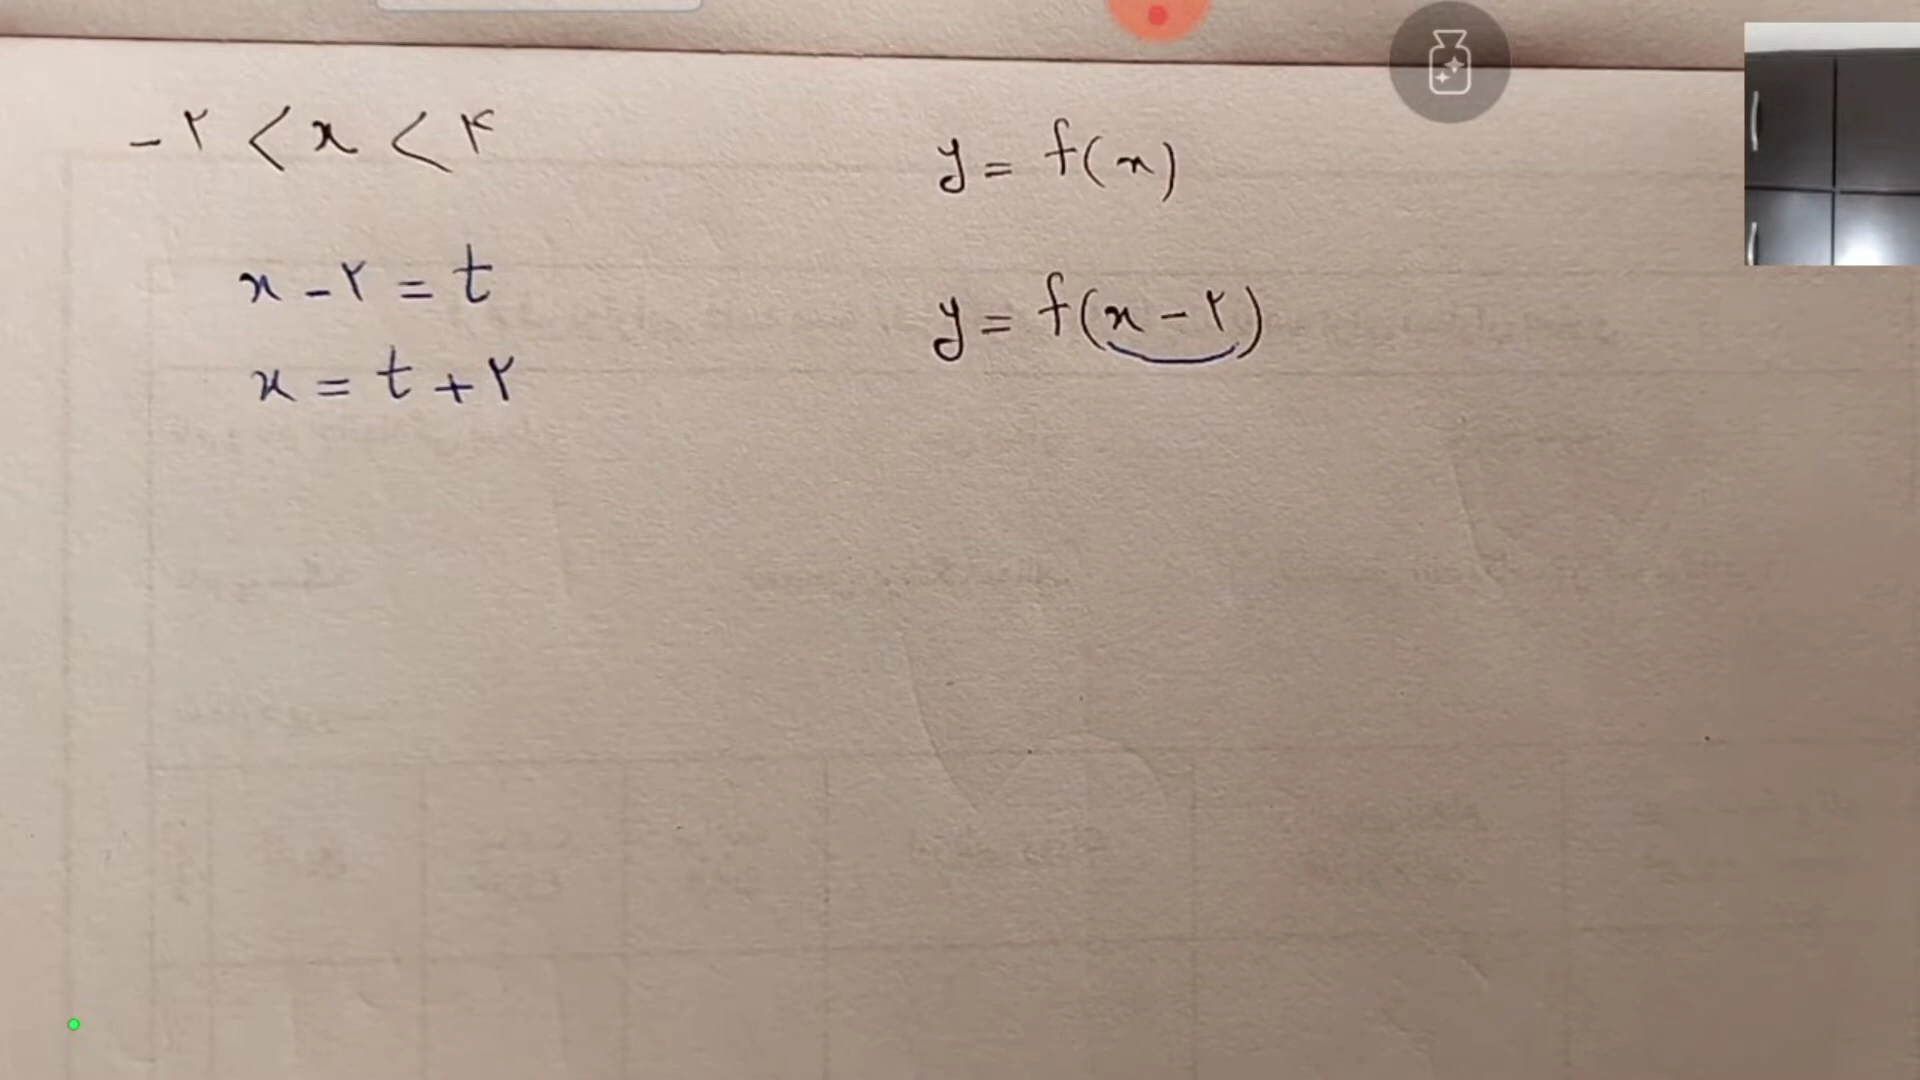 -۲ < x < ۴
x - ۲ = t
x = t + ۲
y = f(x)
y = f(x - ۲)